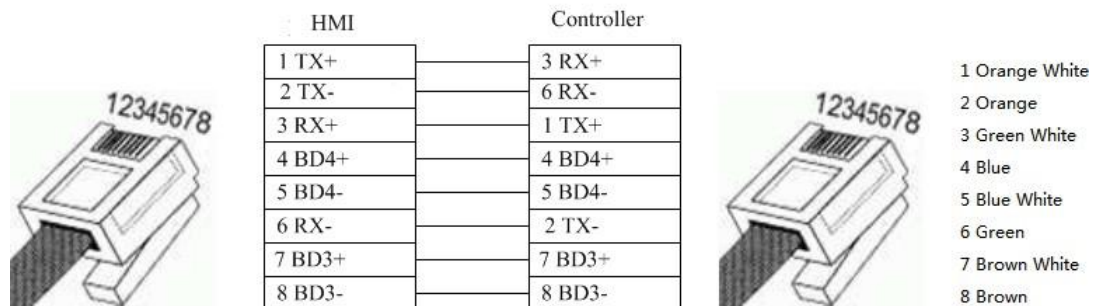 HMI Controller
1 TX+ 3 RX+
2 TX- 6 RX-
3 RX+ 1 TX+
4 BD4+ 4 BD4+
5 BD4- 5 BD4-
6 RX- 2 TX-
7 BD3+ 7 BD3+
8 BD3- 8 BD3-
12345678
12345678
1 Orange White
2 Orange
3 Green White
4 Blue
5 Blue White
6 Green
7 Brown White
8 Brown